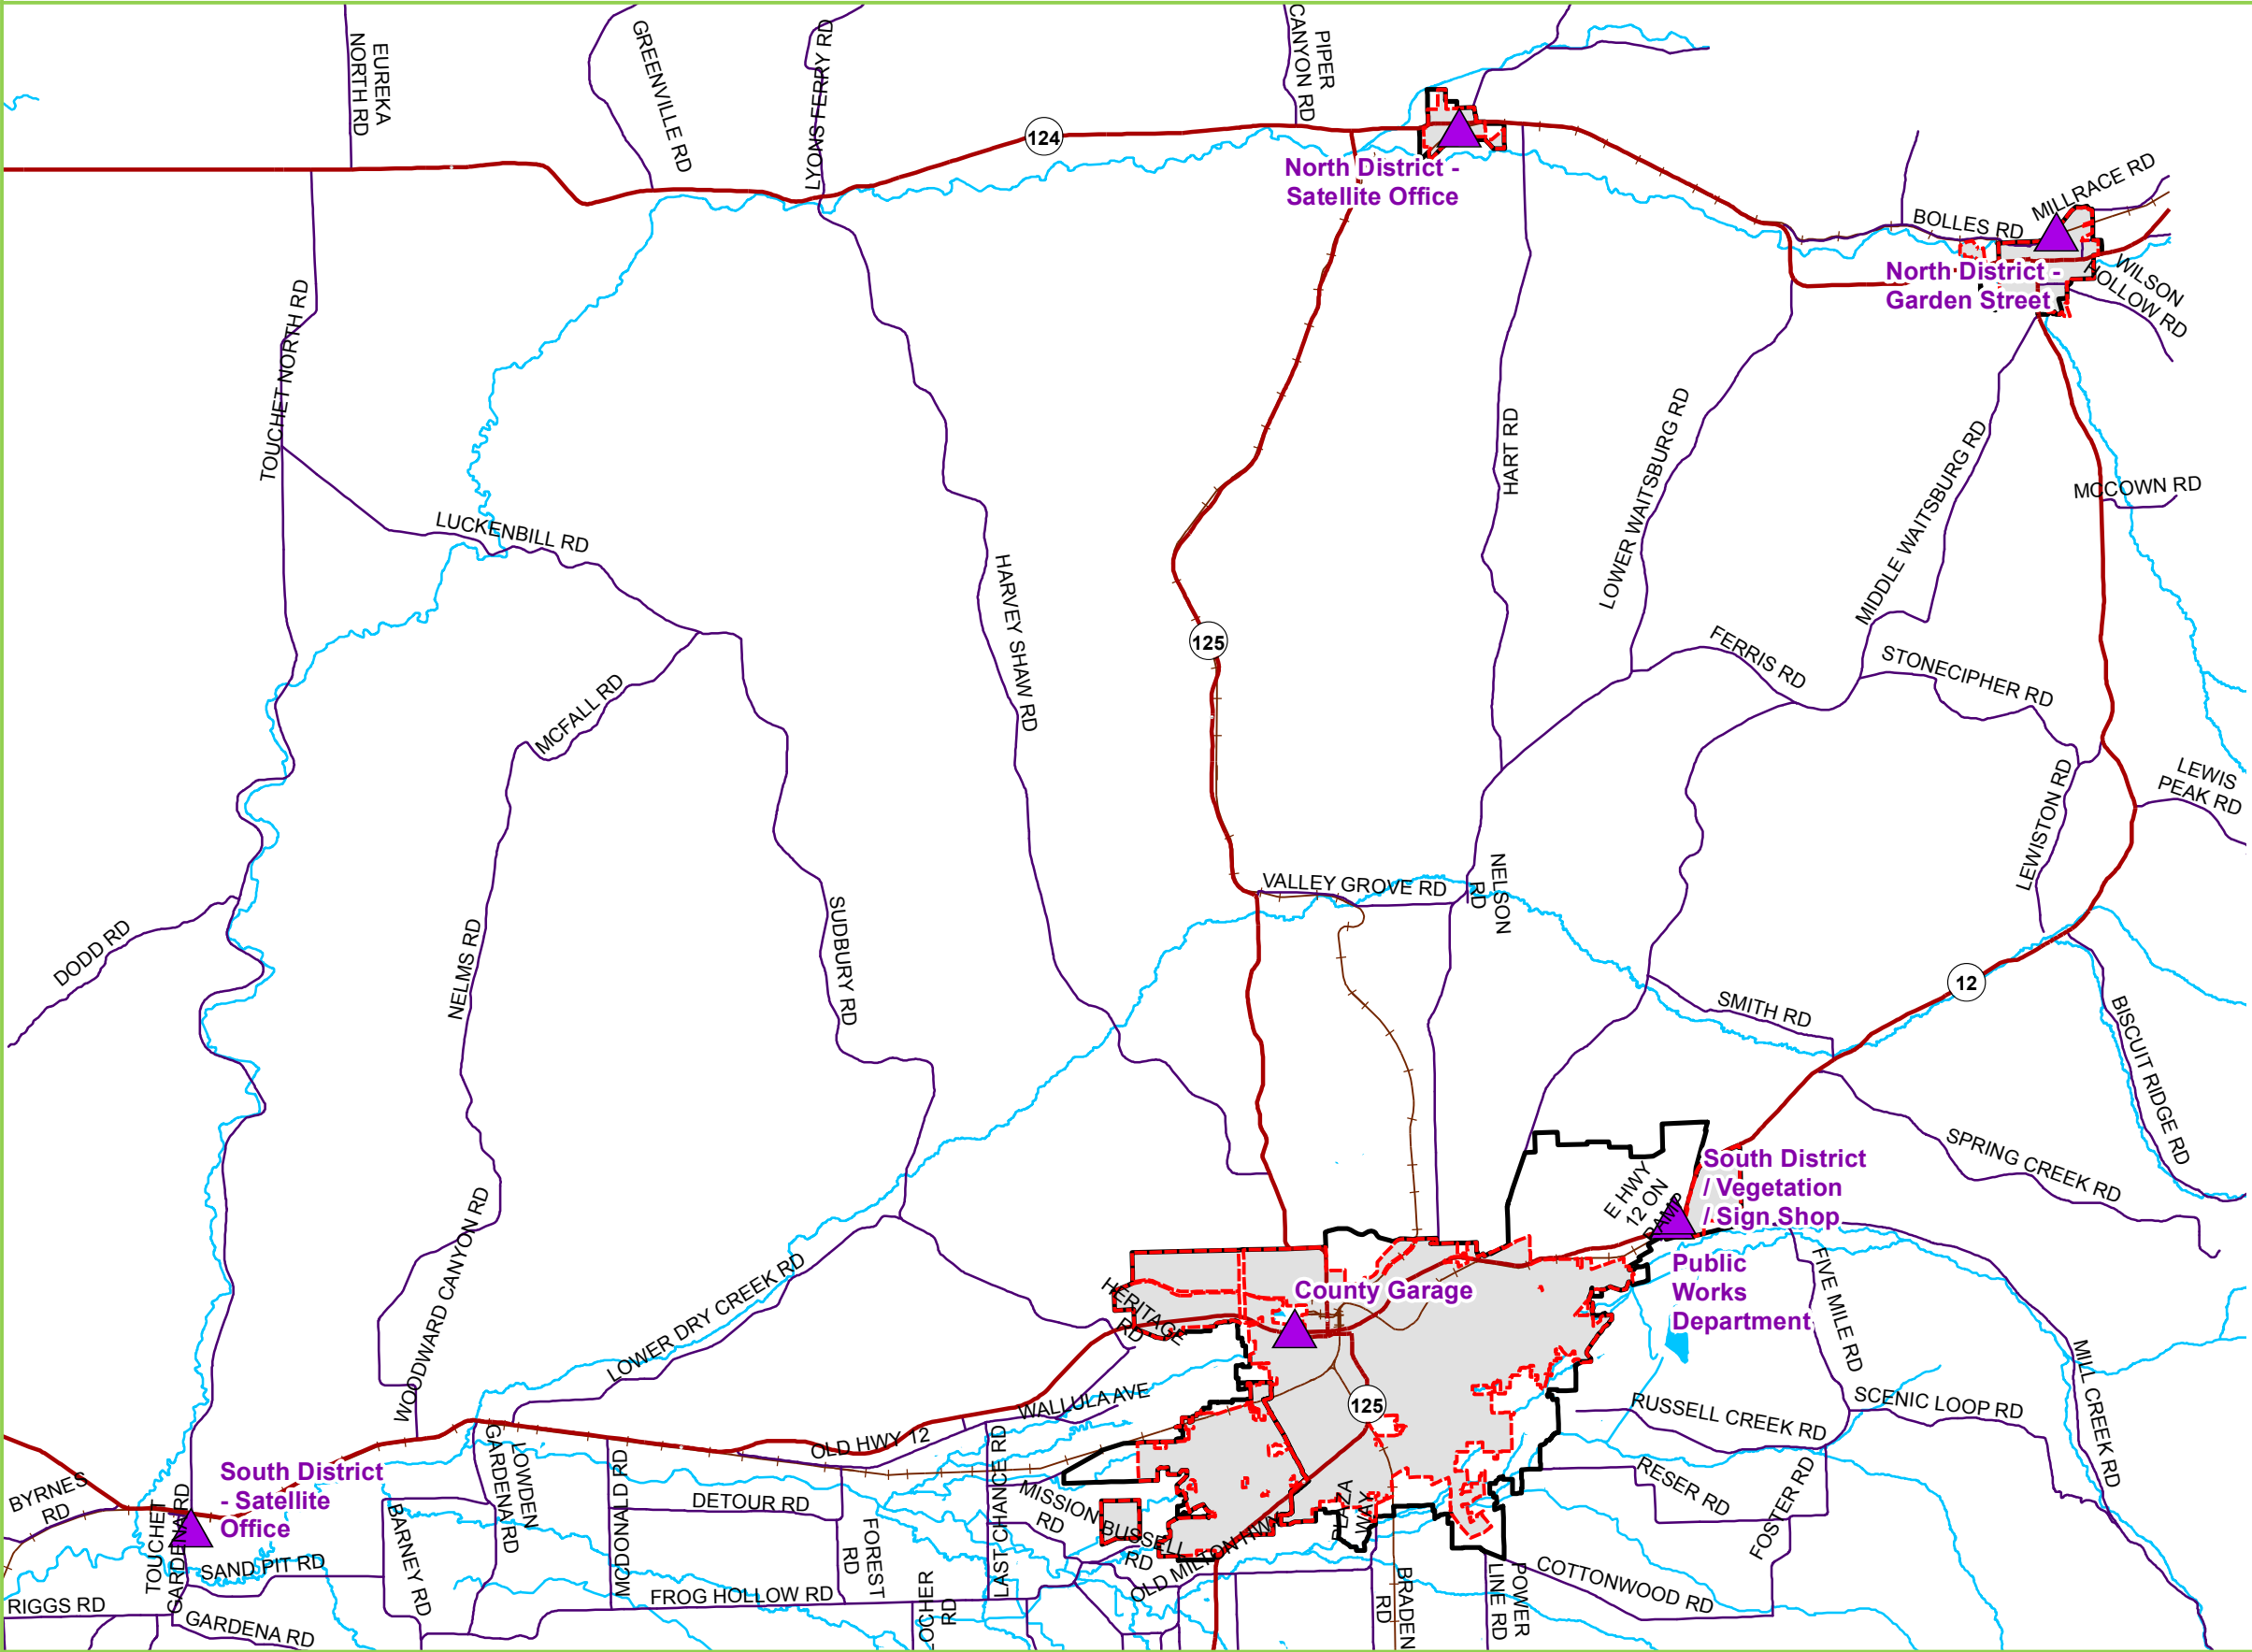 EUREKA
NORTH RD
GREENVILLE RD
LYONS FERRY RD
PIPER
CANYON RD
124
North District -
Satellite Office
MILLRACE RD
BOLLES RD
North District -
Garden Street
WILSON
HOLLOW RD
TOUCHET NORTH RD
LUCKENBILL RD
HART RD
LOWER WAITSBURG RD
MIDDLE WAITSBURG RD
MCCOWN RD
HARVEY SHAW RD
125
MCFALL RD
FERRIS RD
STONECIPHER RD
LEWIS
PEAK RD
LEWISTON RD
VALLEY GROVE RD
NELSON
RD
DODD RD
NELMS RD
SUDBURY RD
12
SMITH RD
BISCUIT RIDGE RD
SPRING CREEK RD
E HWY
12 ON
RAMP
South District
/ Vegetation
/ Sign Shop
Public
Works
Department
WOODWARD CANYON RD
LOWER DRY CREEK RD
HERITAGE
RD
County Garage
FIVE MILE RD
MILL CREEK RD
WALLULA AVE
125
RUSSELL CREEK RD
SCENIC LOOP RD
OLD HWY 12
BYRNES
RD
South District
- Satellite
Office
TOUCHET
GARDENA RD
LOWDEN
GARDENA RD
MCDONALD RD
DETOUR RD
LAST CHANCE RD
MISSION
RD
BUSSELL
RD
PLAZA
WAY
RESER RD
FOSTER RD
SAND PIT RD
BARNEY RD
FOREST
RD
OLD MILTON HWY
COTTONWOOD RD
RIGGS RD
GARDENA RD
FROG HOLLOW RD
LOCHER
RD
BRADEN
RD
POWER
LINE RD